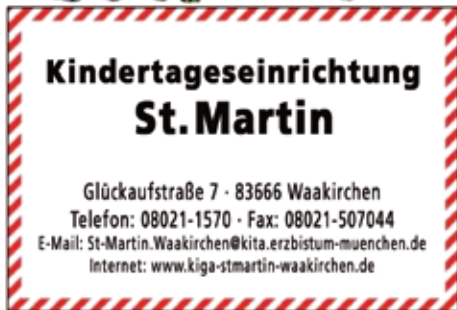 Kindertageseinrichtung
St. Martin
Glückaufstraße 7 · 83666 Waakirchen
Telefon: 08021-1570 · Fax: 08021-507044
E-Mail: St-Martin.Waakirchen@kita.erzbistum-muenchen.de
Internet: www.kiga-stmartin-waakirchen.de